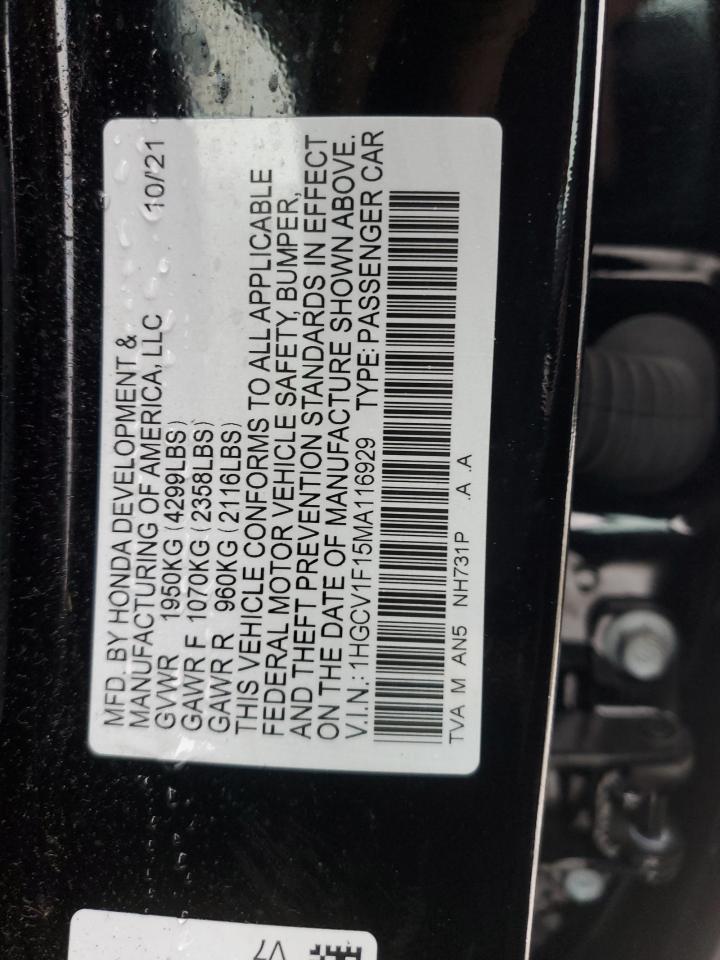 MFD. BY HONDA DEVELOPMENT &
MANUFACTURING OF AMERICA, LLC 10/'21
GVWR 1950KG (4299LBS)
GAWR F 1070KG (2358LBS)
GAWR R 960KG (2116LBS)
THIS VEHICLE CONFORMS TO ALL APPLICABLE
FEDERAL MOTOR VEHICLE SAFETY, BUMPER,
AND THEFT PREVENTION STANDARDS IN EFFECT
ON THE DATE OF MANUFACTURE SHOWN ABOVE.
V.I.N.: 1HGCV1F15MA116929 TYPE: PASSENGER CAR
TVA M AN5 NH731P .A .A